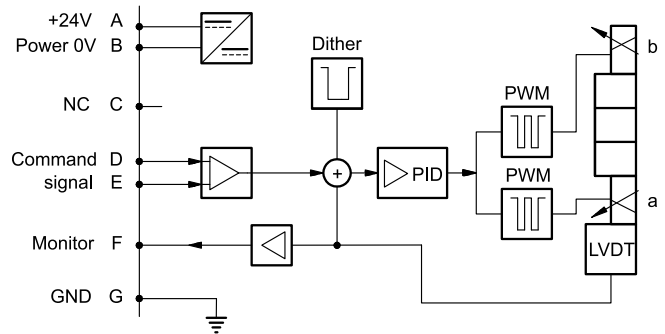 +24V A
Power 0V B
Dither
b
NC C
PWM
Command D
signal E
+
PID
PWM
a
Monitor F
LVDT
GND G